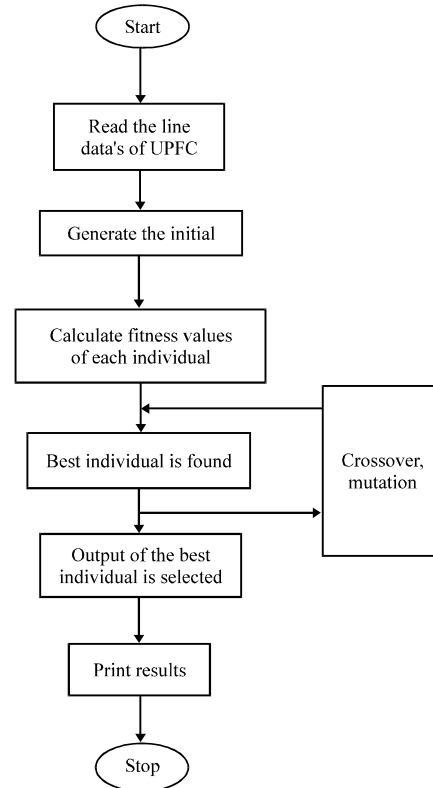 Start
Read the line
data's of UPFC
Generate the initial
Calculate fitness values
of each individual
Best individual is found
Crossover,
mutation
Output of the best
individual is selected
Print results
Stop